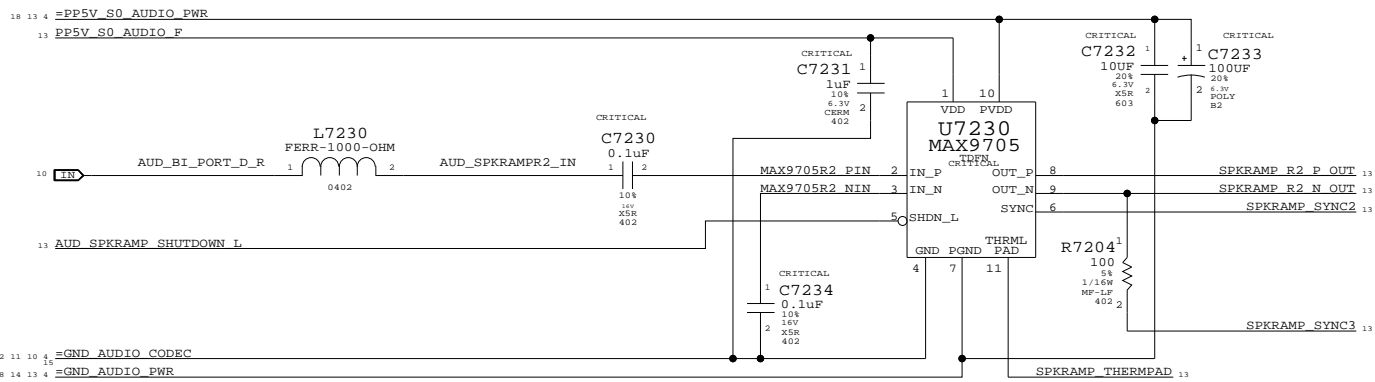 18 13 4 =PP5V_S0_AUDIO_PWR
13 PP5V_S0_AUDIO_F
CRITICAL
C7231
1uF
10%
6.3V
CERM
402
1
2
CRITICAL
C7232
10UF
20%
6.3V
X5R
603
1
2
CRITICAL
C7233
100UF
20%
6.3V
POLY
B2
1
+
2
1 10
VDD PVDD
U7230
MAX9705
TDFN
CRITICAL
L7230
FERR-1000-OHM
1 2
0402
CRITICAL
C7230
0.1uF
1 2
10%
16V
X5R
402
10 IN
AUD_BI_PORT_D_R
AUD_SPKRAMPR2_IN
MAX9705R2_PIN 2 IN_P
MAX9705R2_NIN 3 IN_N
5 SHDN_L
OUT_P 8 SPKRAMP_R2_P_OUT 13
OUT_N 9 SPKRAMP_R2_N_OUT 13
SYNC 6 SPKRAMP_SYNC2 13
13 AUD_SPKRAMP_SHUTDOWN_L
GND PGND THRML PAD
4 7 11
R7204
100
5%
1/16W
MF-LF
402
1
2
CRITICAL
C7234
0.1uF
10%
16V
X5R
402
1
2
SPKRAMP_SYNC3 13
2 11 10 4 =GND_AUDIO_CODEC
15
8 14 13 4 =GND_AUDIO_PWR
SPKRAMP_THERMPAD 13